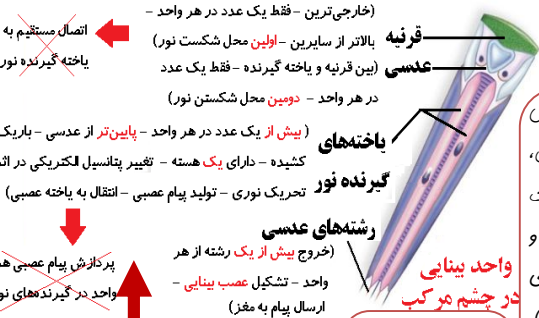 (خارجی‌ترین – فقط یک عدد در هر واحد –
قرنیه
بالاتر از سایرین – اولین محل شکست نور)
اتصال مستقیم به
یاخته گیرنده نور
عدسی
(بین قرنیه و یاخته گیرنده – فقط یک عدد
در هر واحد – دومین محل شکستن نور)
یاخته‌های
گیرنده نور
(بیش از یک عدد در هر واحد – پایین‌تر از عدسی – باریک
کشیده – دارای یک هسته – تغییر پتانسیل الکتریکی در اثر
تحریک نوری – تولید پیام عصبی – انتقال به یاخته عصبی)
رشته‌های عدسی
(خروج بیش از یک رشته از هر
واحد – تشکیل عصب بینایی –
ارسال پیام به مغز)
پردازش پیام عصبی
واحد در گیرنده‌های
واحد بینایی
در چشم مرکب